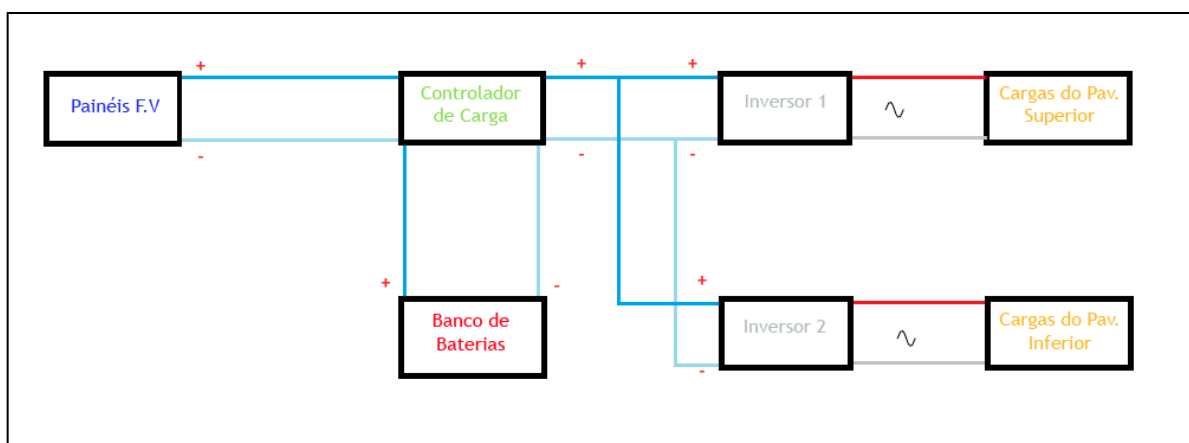 + + +
Painéis F.V
Controlador
de Carga
Inversor 1
Cargas do Pav.
Superior
- - -
+ - +
Banco de
Baterias
Inversor 2
Cargas do Pav.
Inferior
-